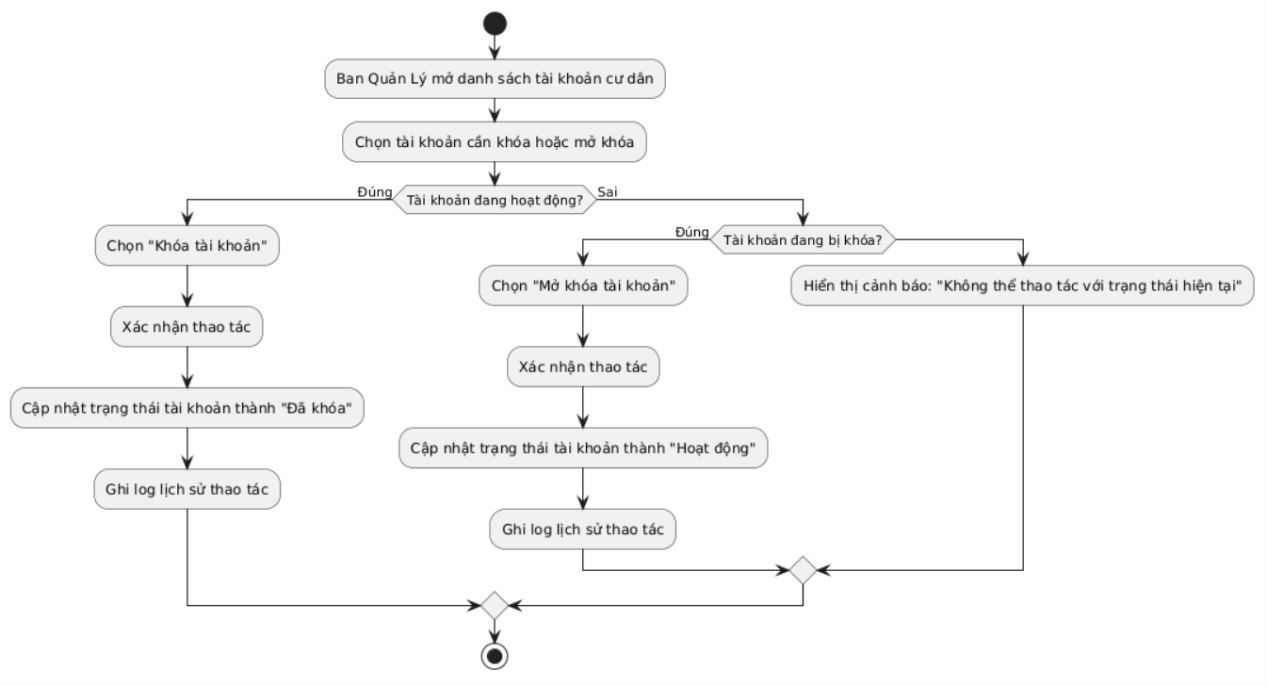 Ban Quản Lý mở danh sách tài khoản cư dân
Chọn tài khoản cần khóa hoặc mở khóa
Đúng
Tài khoản đang hoạt động?
Sai
Chọn "Khóa tài khoản"
Xác nhận thao tác
Cập nhật trạng thái tài khoản thành "Đã khóa"
Ghi log lịch sử thao tác
Đúng
Tài khoản đang bị khóa?
Chọn "Mở khóa tài khoản"
Xác nhận thao tác
Cập nhật trạng thái tài khoản thành "Hoạt động"
Ghi log lịch sử thao tác
Hiển thị cảnh báo: "Không thể thao tác với trạng thái hiện tại"